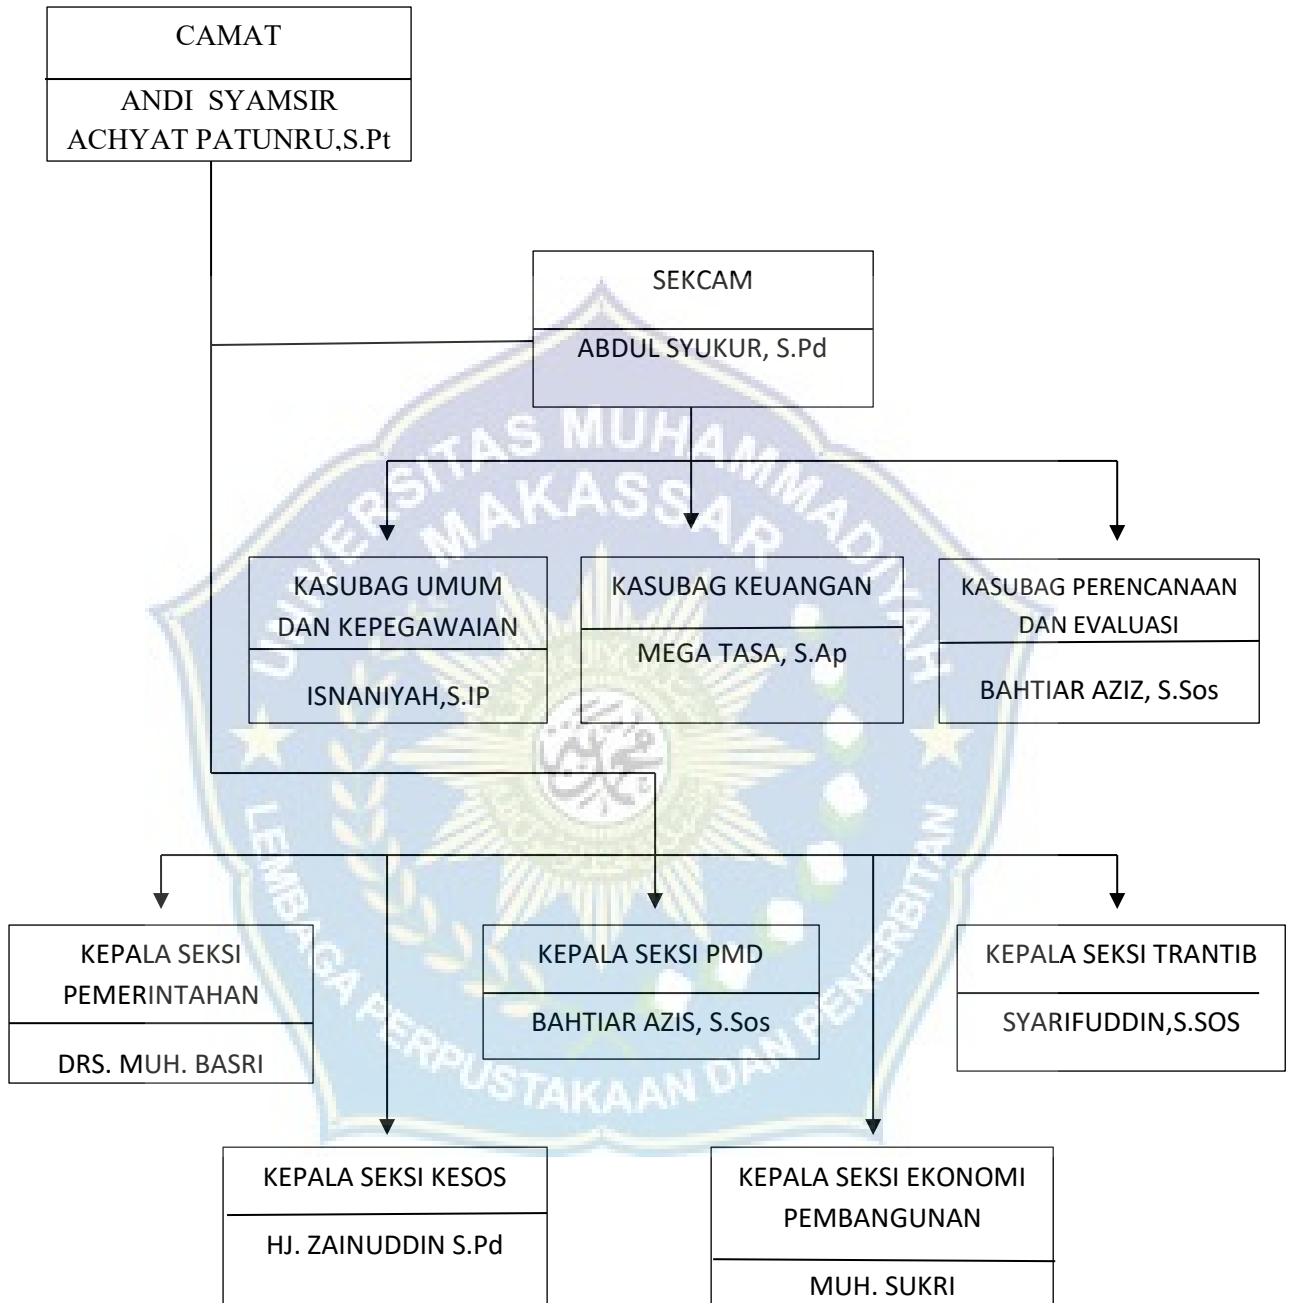 CAMAT
ANDI SYAMSIR
ACHYAT PATUNRU,S.Pt
SEKCAM
ABDUL SYUKUR, S.Pd
UNIVERSITAS MUHAMMADIYAH
MAKASSAR
KASUBAG UMUM
DAN KEPEGAWAIAN
ISNANIYAH,S.IP
KASUBAG KEUANGAN
MEGA TASA, S.Ap
KASUBAG PERENCANAAN
DAN EVALUASI
BAHTIAR AZIZ, S.Sos
LEMBAGA PERPUSTAKAAN DAN PENERBITAN
KEPALA SEKSI
PEMERINTAHAN
DRS. MUH. BASRI
KEPALA SEKSI PMD
BAHTIAR AZIS, S.Sos
KEPALA SEKSI TRANTIB
SYARIFUDDIN,S.SOS
KEPALA SEKSI KESOS
HJ. ZAINUDDIN S.Pd
KEPALA SEKSI EKONOMI
PEMBANGUNAN
MUH. SUKRI